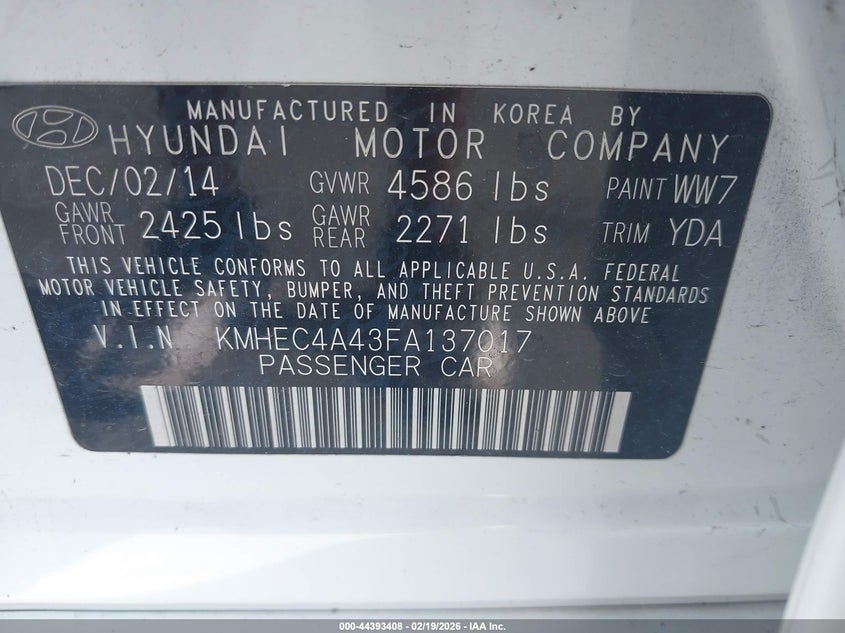 MANUFACTURED IN KOREA BY
HYUNDAI MOTOR COMPANY
DEC/02/14 GVWR 4586 lbs PAINT WW7
GAWR FRONT 2425 lbs GAWR REAR 2271 lbs TRIM YDA
THIS VEHICLE CONFORMS TO ALL APPLICABLE U.S.A. FEDERAL
MOTOR VEHICLE SAFETY, BUMPER, AND THEFT PREVENTION STANDARDS
IN EFFECT ON THE DATE OF MANUFACTURE SHOWN ABOVE
V.I.N KMHEC4A43FA137017
PASSENGER CAR
000-44393408 - 02/19/2026 - IAA Inc.